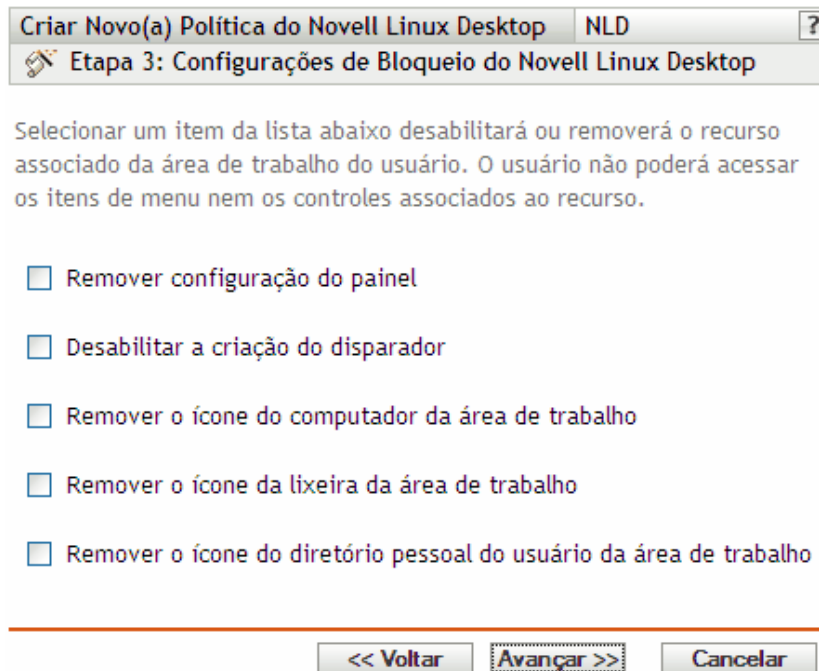 Criar Novo(a) Política do Novell Linux Desktop NLD ?
Etapa 3: Configurações de Bloqueio do Novell Linux Desktop
Selecionar um item da lista abaixo desabilitará ou removerá o recurso
associado da área de trabalho do usuário. O usuário não poderá acessar
os itens de menu nem os controles associados ao recurso.
Remover configuração do painel
Desabilitar a criação do disparador
Remover o ícone do computador da área de trabalho
Remover o ícone da lixeira da área de trabalho
Remover o ícone do diretório pessoal do usuário da área de trabalho
<< Voltar Avançar >> Cancelar